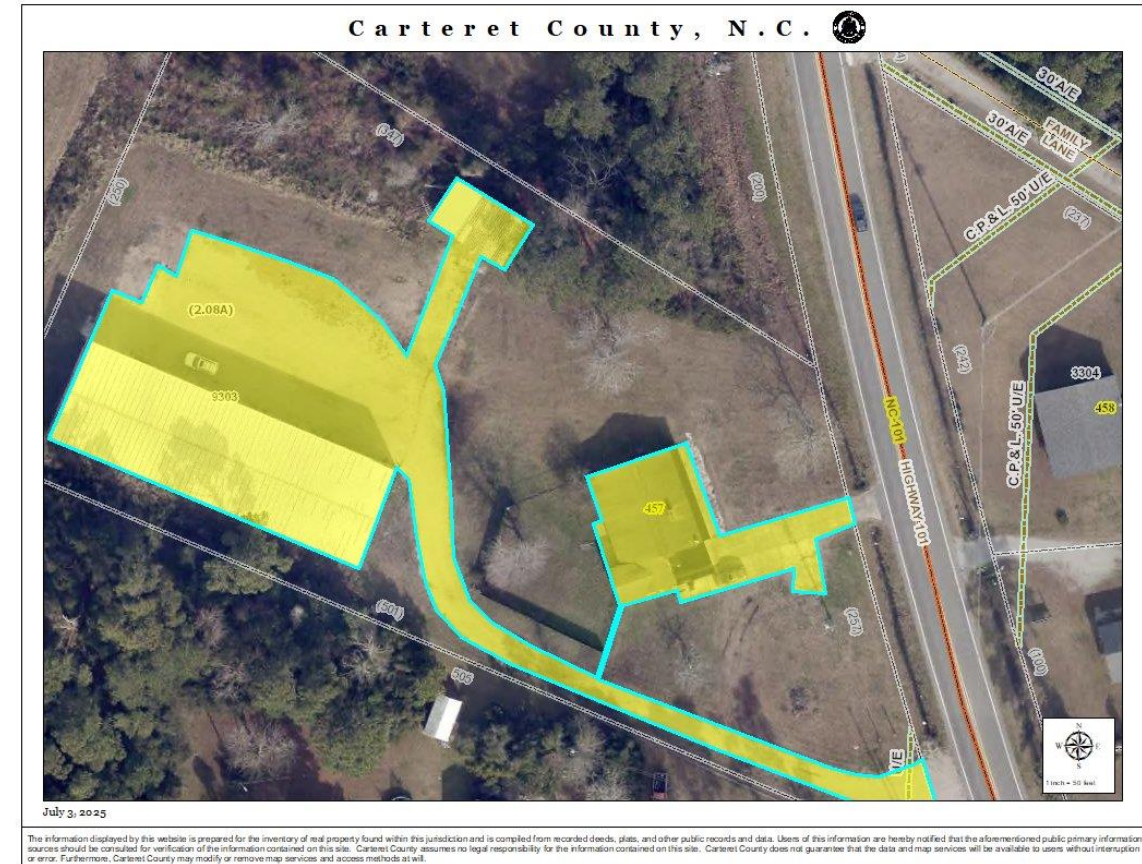 Carteret County, N.C.
30'A/E
30'A/E
FAMILY
LANE
(347)
(250)
(200)
C.P.&L. 50' U/E
(237)
(2.08A)
9303
(242)
3304
458
NC-101
HIGHWAY-101
C.P.&L. 50' U/E
457
(257)
(501)
505
(100)
U/E
N
W
E
S
1 inch = 50 feet
July 3, 2025
The information displayed by this website is prepared for the inventory of real property found within this jurisdiction and is compiled from recorded deeds, plats, and other public records and data. Users of this information are hereby notified that the aforementioned public primary information
sources should be consulted for verification of the information contained on this site. Carteret County assumes no legal responsibility for the information contained on this site. Carteret County does not guarantee that the data and map services will be available to users without interruption
or error. Furthermore, Carteret County may modify or remove map services and access methods at will.